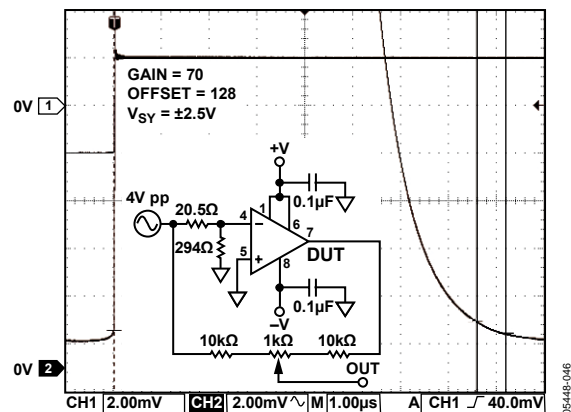 T
GAIN = 70
OFFSET = 128
VSY = ±2.5V
0V 1
+V
0.1µF
4V pp
20.5Ω
294Ω
4
1
6
7
5
8
–
+
DUT
0.1µF
–V
10kΩ 1kΩ 10kΩ
OUT
0V 2
CH1 2.00mV CH2 2.00mV M 1.00µs A CH1 40.0mV
05448-046